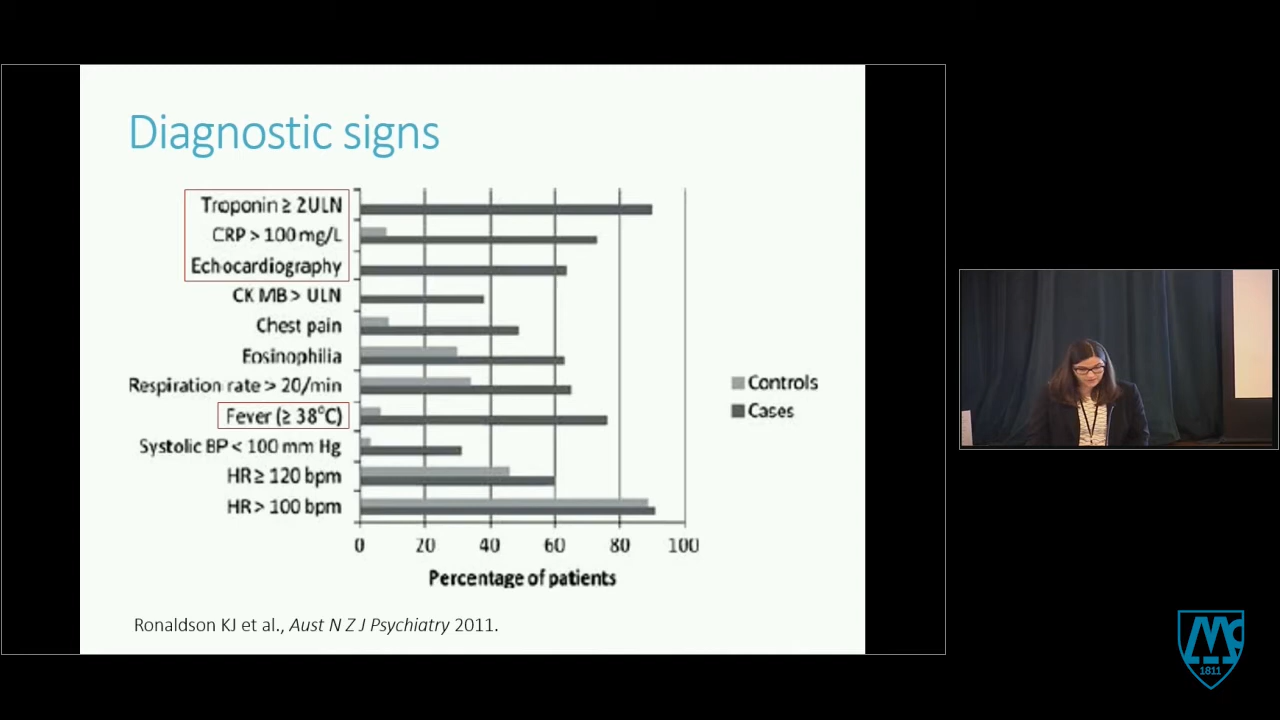 Diagnostic signs
Troponin ≥ 2ULN
CRP > 100 mg/L
Echocardiography
CK MB > ULN
Chest pain
Eosinophilia
Respiration rate > 20/min
Fever (≥ 38°C)
Systolic BP < 100 mm Hg
HR ≥ 120 bpm
HR > 100 bpm
0 20 40 60 80 100
Percentage of patients
Controls
Cases
Ronaldson KJ et al., Aust N Z J Psychiatry 2011.
1811